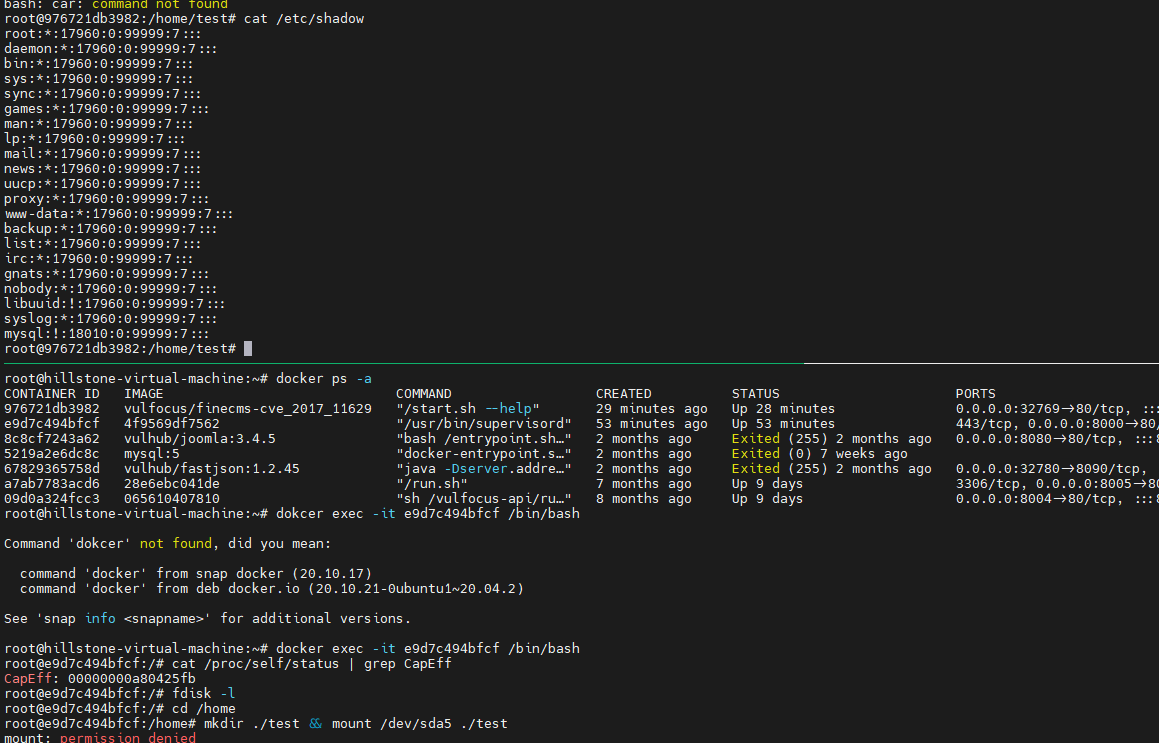 bash: car: command not found
root@976721db3982:/home/test# cat /etc/shadow
root:*:17960:0:99999:7:::
daemon:*:17960:0:99999:7:::
bin:*:17960:0:99999:7:::
sys:*:17960:0:99999:7:::
sync:*:17960:0:99999:7:::
games:*:17960:0:99999:7:::
man:*:17960:0:99999:7:::
lp:*:17960:0:99999:7:::
mail:*:17960:0:99999:7:::
news:*:17960:0:99999:7:::
uucp:*:17960:0:99999:7:::
proxy:*:17960:0:99999:7:::
www-data:*:17960:0:99999:7:::
backup:*:17960:0:99999:7:::
list:*:17960:0:99999:7:::
irc:*:17960:0:99999:7:::
gnats:*:17960:0:99999:7:::
nobody:*:17960:0:99999:7:::
libuuid:!:17960:0:99999:7:::
syslog:*:17960:0:99999:7:::
mysql:!:18010:0:99999:7:::
root@976721db3982:/home/test#
root@hillstone-virtual-machine:~# docker ps -a
CONTAINER ID   IMAGE                             COMMAND                  CREATED          STATUS                      PORTS
976721db3982   vulfocus/finecms-cve_2017_11629   "/start.sh --help"       29 minutes ago   Up 28 minutes               0.0.0.0:32769->80/tcp, :::
e9d7c494bfcf   4f9569df7562                      "/usr/bin/supervisord"   53 minutes ago   Up 53 minutes               443/tcp, 0.0.0.0:8000->80/
8c8cf7243a62   vulhub/joomla:3.4.5               "bash /entrypoint.sh…"   2 months ago     Exited (255) 2 months ago   0.0.0.0:8080->80/tcp, :::8
5219a2e6dc8c   mysql:5                           "docker-entrypoint.s…"   2 months ago     Exited (0) 7 weeks ago
67829365758d   vulhub/fastjson:1.2.45            "java -Dserver.addre…"   2 months ago     Exited (255) 2 months ago   0.0.0.0:32780->8090/tcp,
a7ab7783acd6   28e6ebc041de                      "/run.sh"                7 months ago     Up 9 days                   3306/tcp, 0.0.0.0:8005->80
09d0a324fcc3   065610407810                      "sh /vulfocus-api/ru…"   8 months ago     Up 9 days                   0.0.0.0:8004->80/tcp, :::8
root@hillstone-virtual-machine:~# dokcer exec -it e9d7c494bfcf /bin/bash
Command 'dokcer' not found, did you mean:
command 'docker' from snap docker (20.10.17)
command 'docker' from deb docker.io (20.10.21-0ubuntu1~20.04.2)
See 'snap info <snapname>' for additional versions.
root@hillstone-virtual-machine:~# docker exec -it e9d7c494bfcf /bin/bash
root@e9d7c494bfcf:/# cat /proc/self/status | grep CapEff
CapEff: 00000000a80425fb
root@e9d7c494bfcf:/# fdisk -l
root@e9d7c494bfcf:/# cd /home
root@e9d7c494bfcf:/home# mkdir ./test && mount /dev/sda5 ./test
mount: permission denied